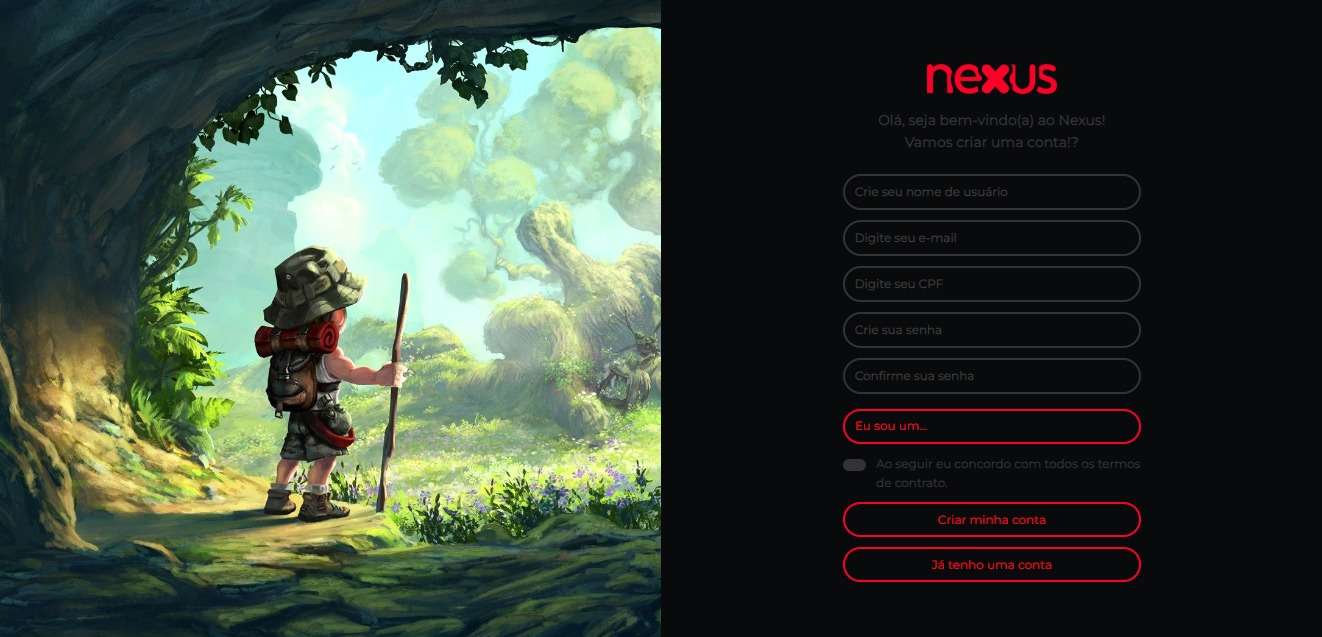 nexus
Olá, seja bem-vindo(a) ao Nexus!
Vamos criar uma conta!?
Crie seu nome de usuário
Digite seu e-mail
Digite seu CPF
Crie sua senha
Confirme sua senha
Eu sou um...
Ao seguir eu concordo com todos os termos
de contrato.
Criar minha conta
Já tenho uma conta